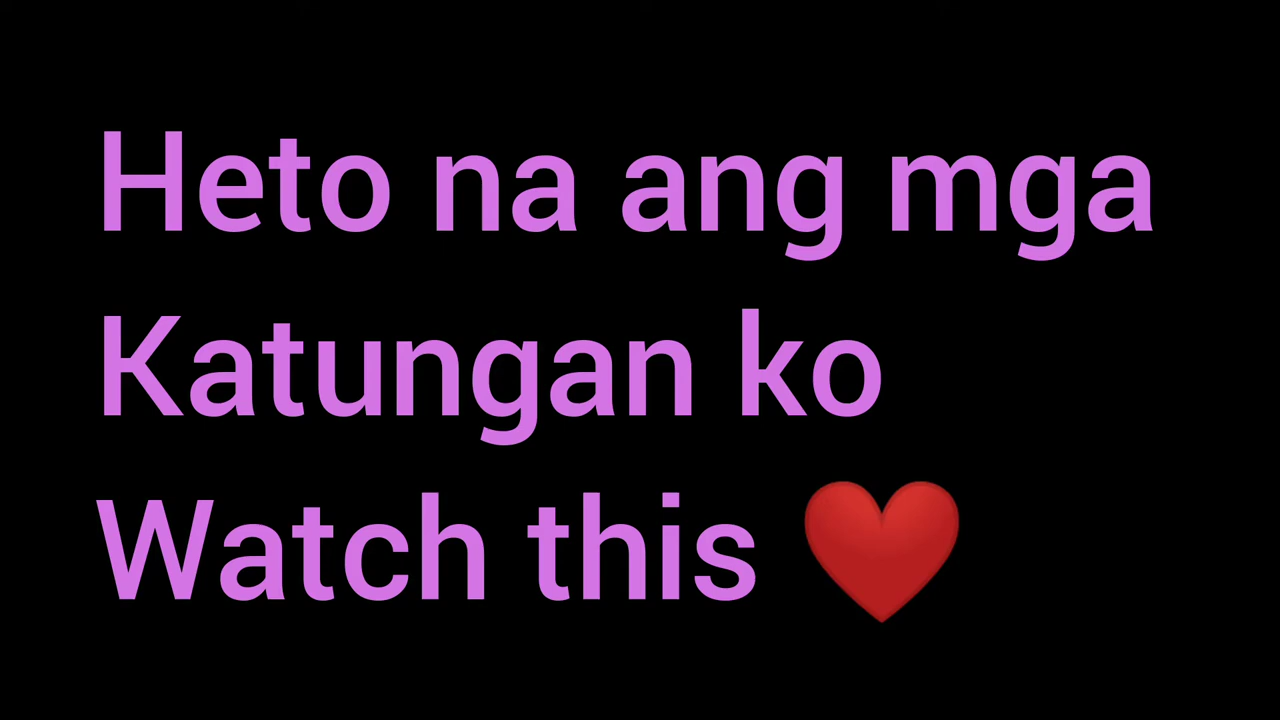 Heto na ang mga
Katungan ko
Watch this ❤️